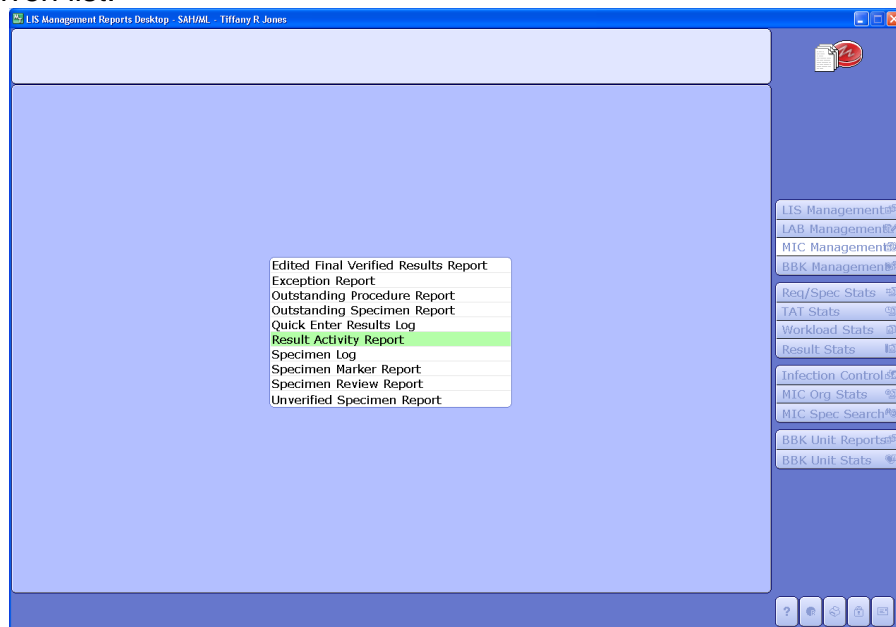 LIS Management Reports Desktop - SAH/ML - Tiffany R Jones
Edited Final Verified Results Report
Exception Report
Outstanding Procedure Report
Outstanding Specimen Report
Quick Enter Results Log
Result Activity Report
Specimen Log
Specimen Marker Report
Specimen Review Report
Unverified Specimen Report
LIS Management
LAB Management
MIC Management
BBK Management
Req/Spec Stats
TAT Stats
Workload Stats
Result Stats
Infection Control
MIC Org Stats
MIC Spec Search
BBK Unit Reports
BBK Unit Stats
?